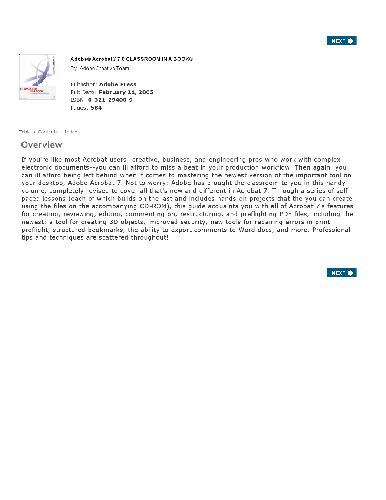 NEXT
Adobe® Acrobat® 7.0 CLASSROOM IN A BOOK®
By Adobe Creative Team
Publisher: Adobe Press
Pub Date: February 11, 2005
ISBN: 0-321-29400-9
Pages: 584
Table of Contents | Index
Overview
If you're like most Acrobat users--creative, business, and engineering pros who work with complex
electronic documents--you can ill afford to miss a beat in your production workflow. Then again, you
can ill afford being left behind when it comes to mastering the newest version of the important tool on
your desktop, Adobe Acrobat 7. Not to worry: Adobe has brought the classroom to you in this handy
volume, completely revised to cover all that's new and different in Acrobat 7. Through a series of self-
paced lessons (each of which builds on the last and includes hands-on projects that the you can create
using the files on the accompanying CD-ROM), this guide acquaints you with all of Acrobat 7's features
for creating, reviewing, editing, commenting on, restructuring, and preflighting PDF files, including the
newest: a tool for creating 3D objects, improved security, new tools for repairing errors in print
preflight, structured bookmarks, the ability to export comments to Word docs, and more. Professional
tips and techniques are scattered throughout!
NEXT